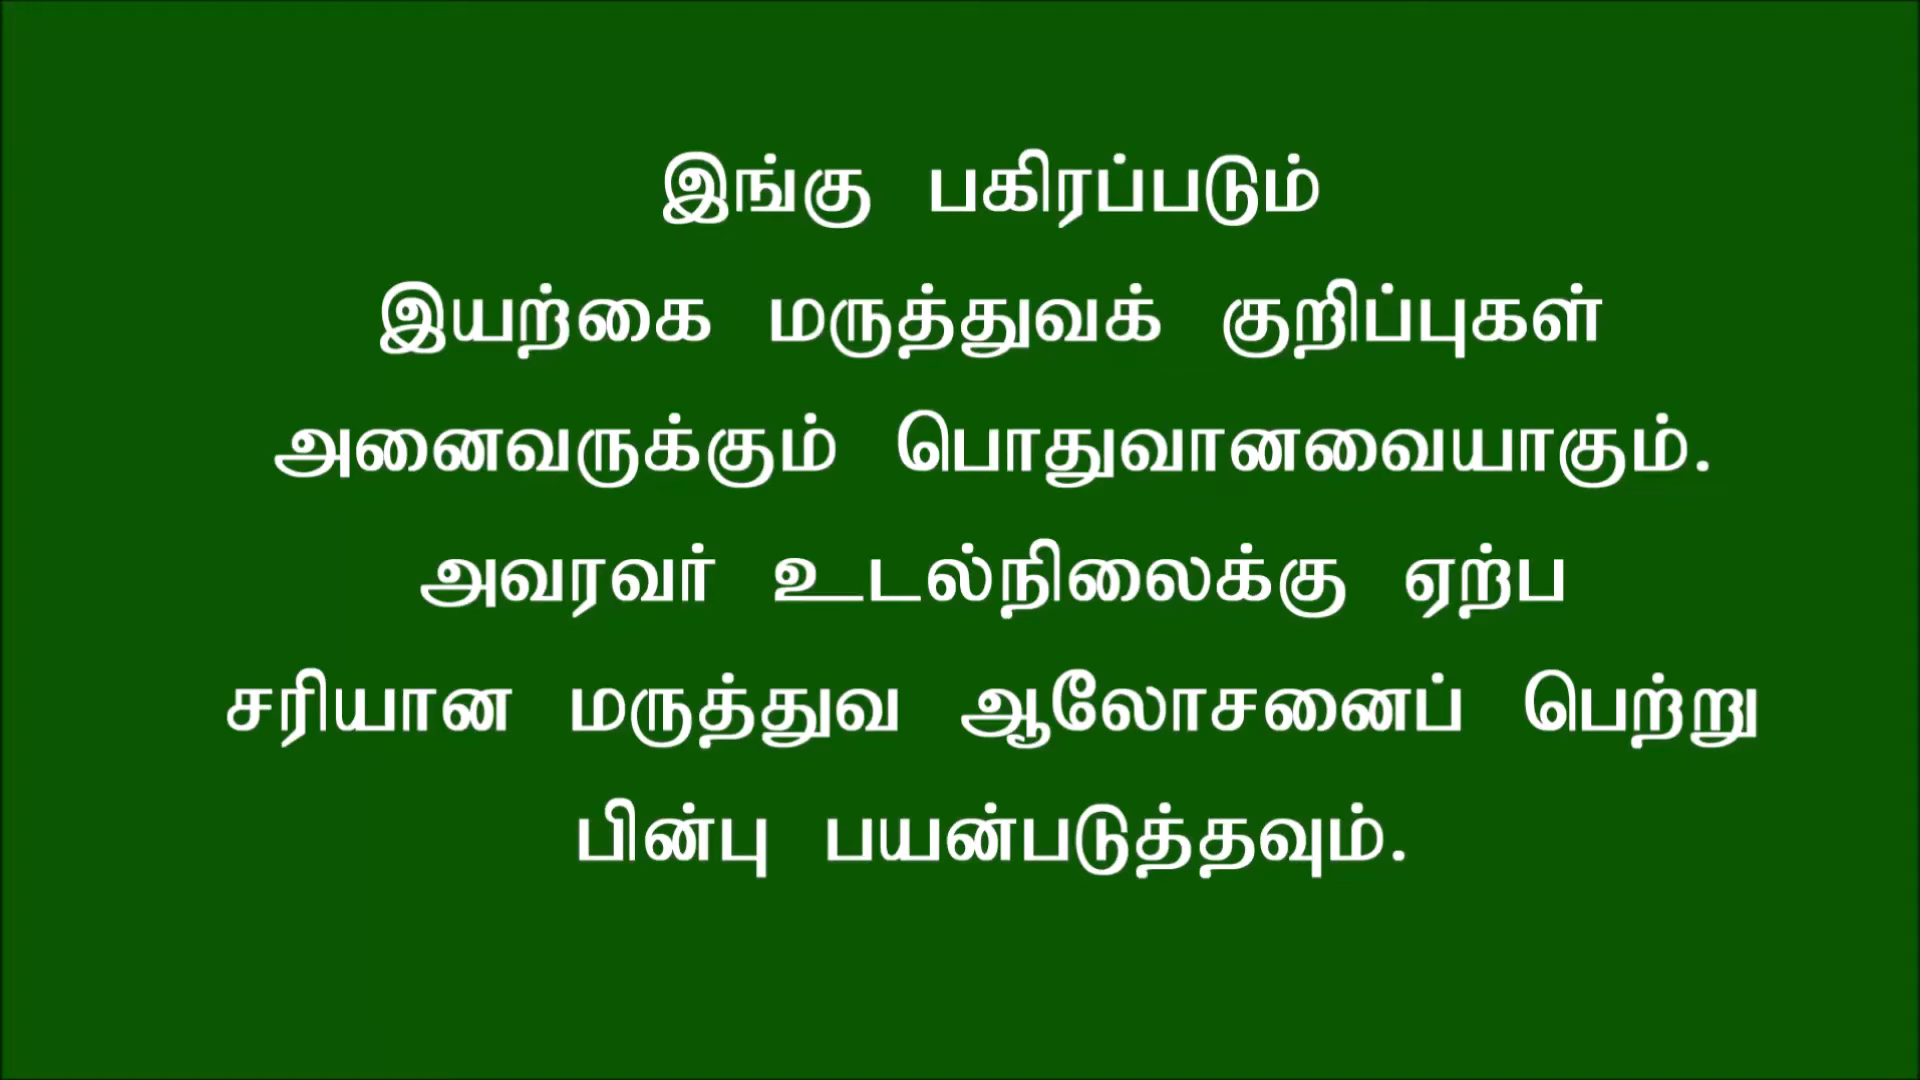 இங்கு பகிரப்படும்
இயற்கை மருத்துவக் குறிப்புகள்
அனைவருக்கும் பொதுவானவையாகும்.
அவரவர் உடல்நிலைக்கு ஏற்ப
சரியான மருத்துவ ஆலோசனைப் பெற்று
பின்பு பயன்படுத்தவும்.